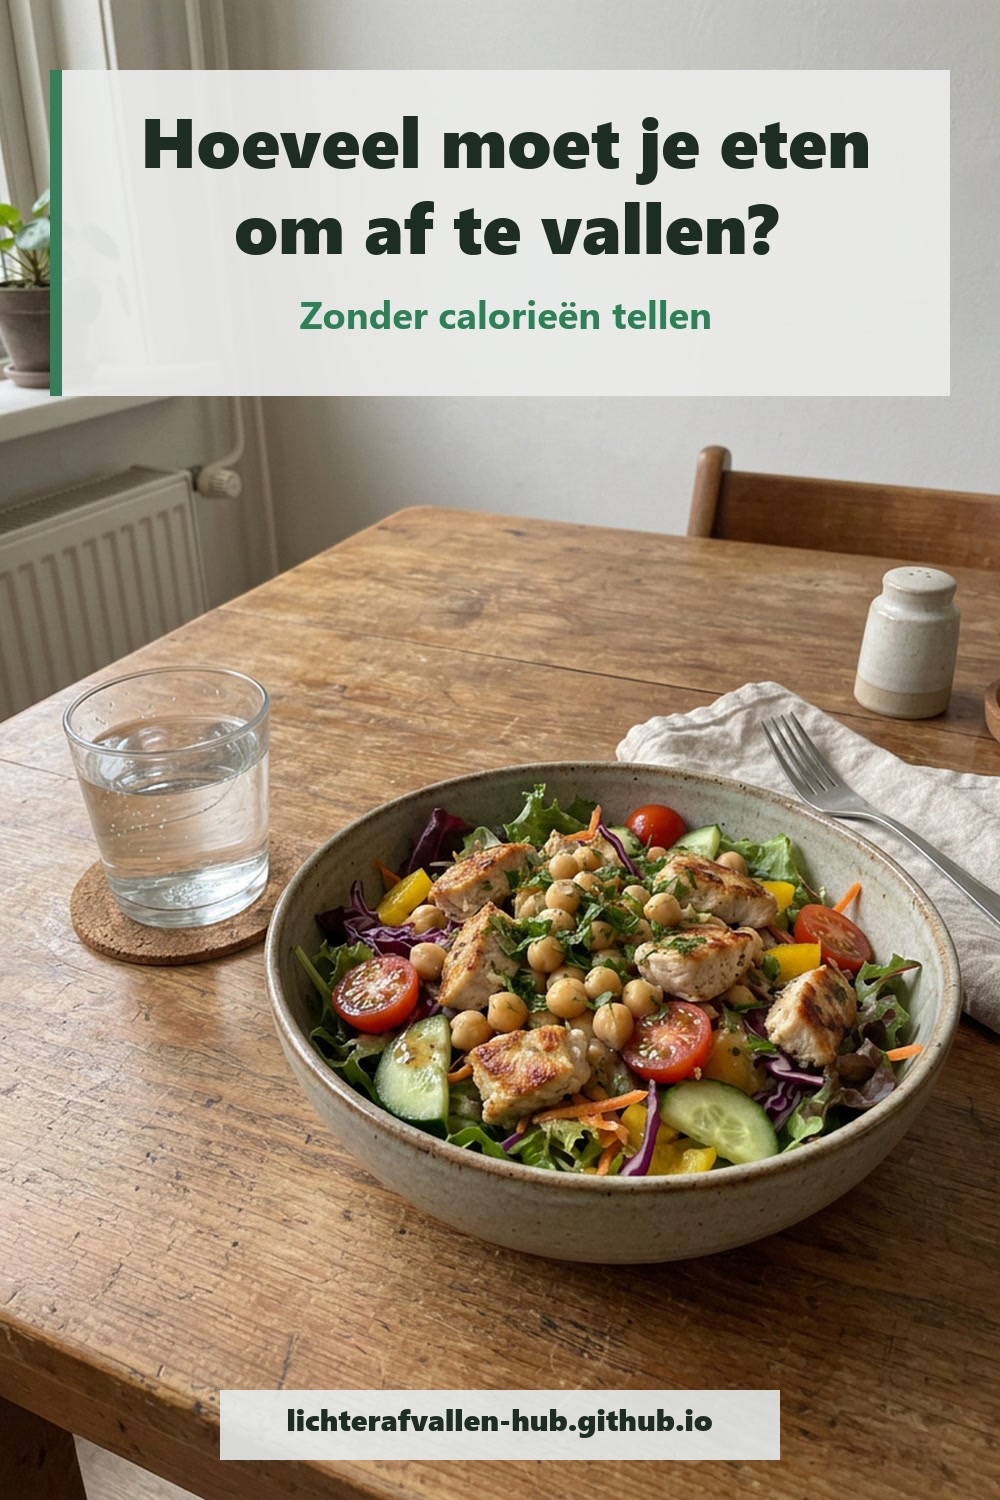 Hoeveel moet je eten
om af te vallen?
Zonder calorieën tellen
lichterafvallen-hub.github.io